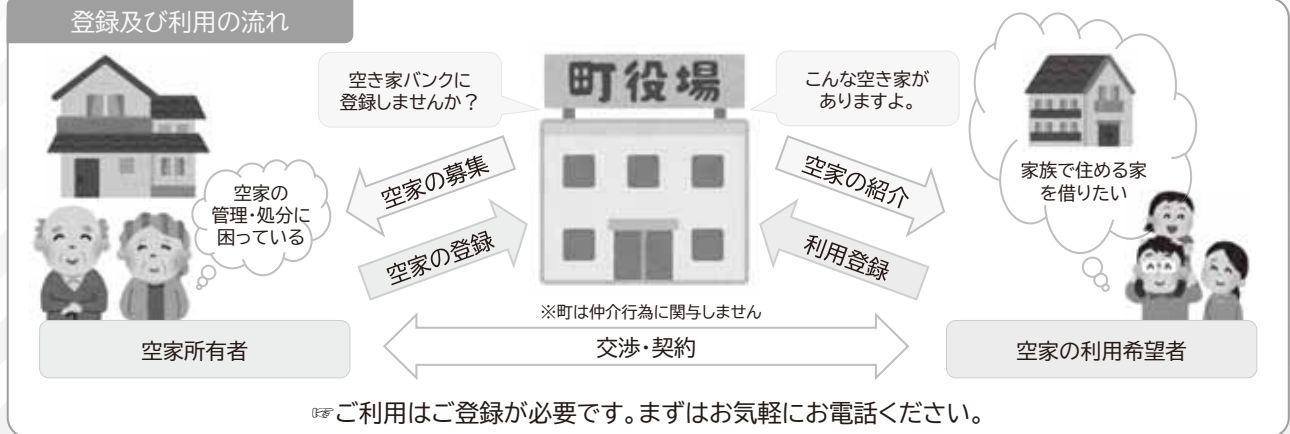 登録及び利用の流れ
空き家バンクに
登録しませんか？
町役場
こんな空き家が
ありますよ。
家族で住める家
を借りたい
空家の
管理・処分に
困っている
空家の募集
空家の登録
空家の紹介
利用登録
※町は仲介行為に関与しません
空家所有者
交渉・契約
空家の利用希望者
☞ご利用はご登録が必要です。まずはお気軽にお電話ください。